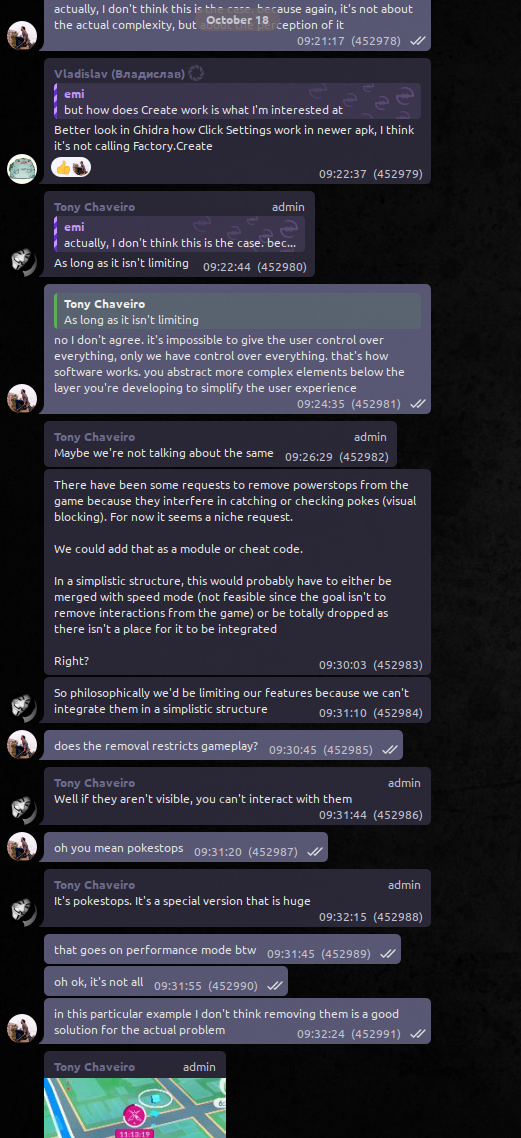 actually, I don't think this is the case. because again, it's not about
October 18
the actual complexity, but about the perception of it
09:21:17 (452978)
Vladislav (Владислав)
emi
but how does Create work is what I'm interested at
Better look in Ghidra how Click Settings work in newer apk, I think
it's not calling Factory.Create
09:22:37 (452979)
Tony Chaveiro admin
emi
actually, I don't think this is the case. bec...
As long as it isn't limiting 09:22:44 (452980)
Tony Chaveiro
As long as it isn't limiting
no I don't agree. it's impossible to give the user control over
everything, only we have control over everything. that's how
software works. you abstract more complex elements below the
layer you're developing to simplify the user experience
09:24:35 (452981)
Tony Chaveiro admin
Maybe we're not talking about the same 09:26:29 (452982)
There have been some requests to remove powerstops from the
game because they interfere in catching or checking pokes (visual
blocking). For now it seems a niche request.
We could add that as a module or cheat code.
In a simplistic structure, this would probably have to either be
merged with speed mode (not feasible since the goal isn't to
remove interactions from the game) or be totally dropped as
there isn't a place for it to be integrated
Right?
09:30:03 (452983)
So philosophically we'd be limiting our features because we can't
integrate them in a simplistic structure 09:31:10 (452984)
does the removal restricts gameplay? 09:30:45 (452985)
Tony Chaveiro admin
Well if they aren't visible, you can't interact with them
09:31:44 (452986)
oh you mean pokestops 09:31:20 (452987)
Tony Chaveiro admin
It's pokestops. It's a special version that is huge
09:32:15 (452988)
that goes on performance mode btw 09:31:45 (452989)
oh ok, it's not all 09:31:55 (452990)
in this particular example I don't think removing them is a good
solution for the actual problem 09:32:24 (452991)
Tony Chaveiro admin
11:13:19